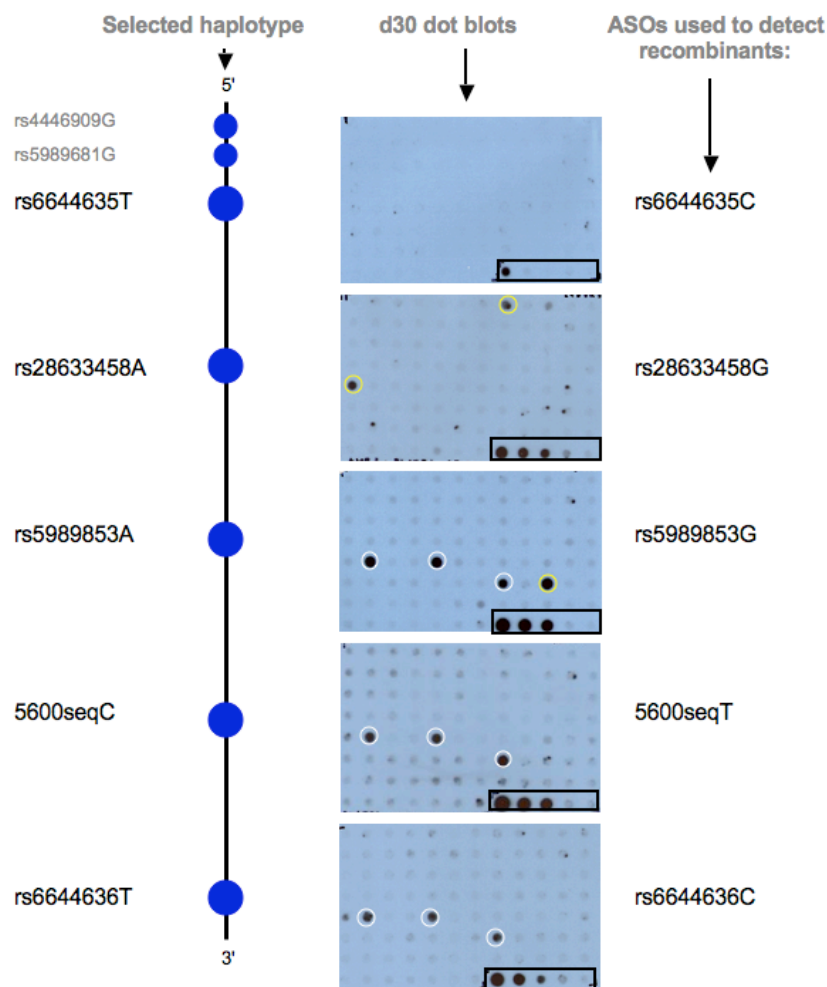 Selected haplotype
d30 dot blots
ASOs used to detect
recombinants:
5'
rs4446909G
rs5989681G
rs6644635T
rs6644635C
rs28633458A
rs28633458G
rs5989853A
rs5989853G
5600seqC
5600seqT
rs6644636T
rs6644636C
3'